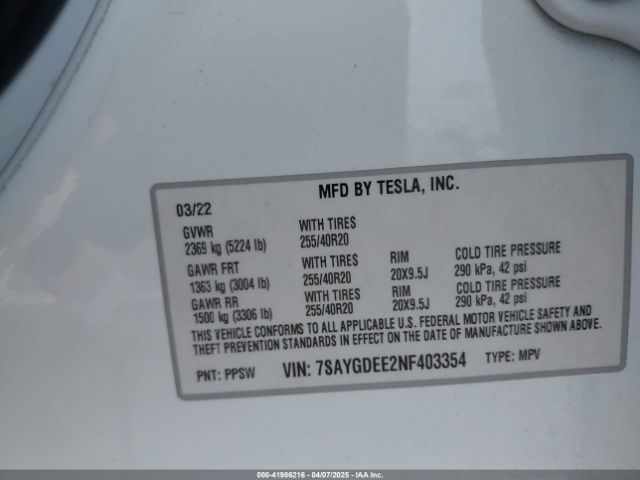 MFD BY TESLA, INC.
03/22
GVWR WITH TIRES
2369 kg (5224 lb) 255/40R20
GAWR FRT WITH TIRES RIM COLD TIRE PRESSURE
1363 kg (3004 lb) 255/40R20 20X9.5J 290 kPa, 42 psi
GAWR RR WITH TIRES RIM COLD TIRE PRESSURE
1500 kg (3306 lb) 255/40R20 20X9.5J 290 kPa, 42 psi
THIS VEHICLE CONFORMS TO ALL APPLICABLE U.S. FEDERAL MOTOR VEHICLE SAFETY AND
THEFT PREVENTION STANDARDS IN EFFECT ON THE DATE OF MANUFACTURE SHOWN ABOVE.
PNT: PPSW VIN: 7SAYGDEE2NF403354 TYPE: MPV
000-41986216 - 04/07/2025 - IAA Inc.